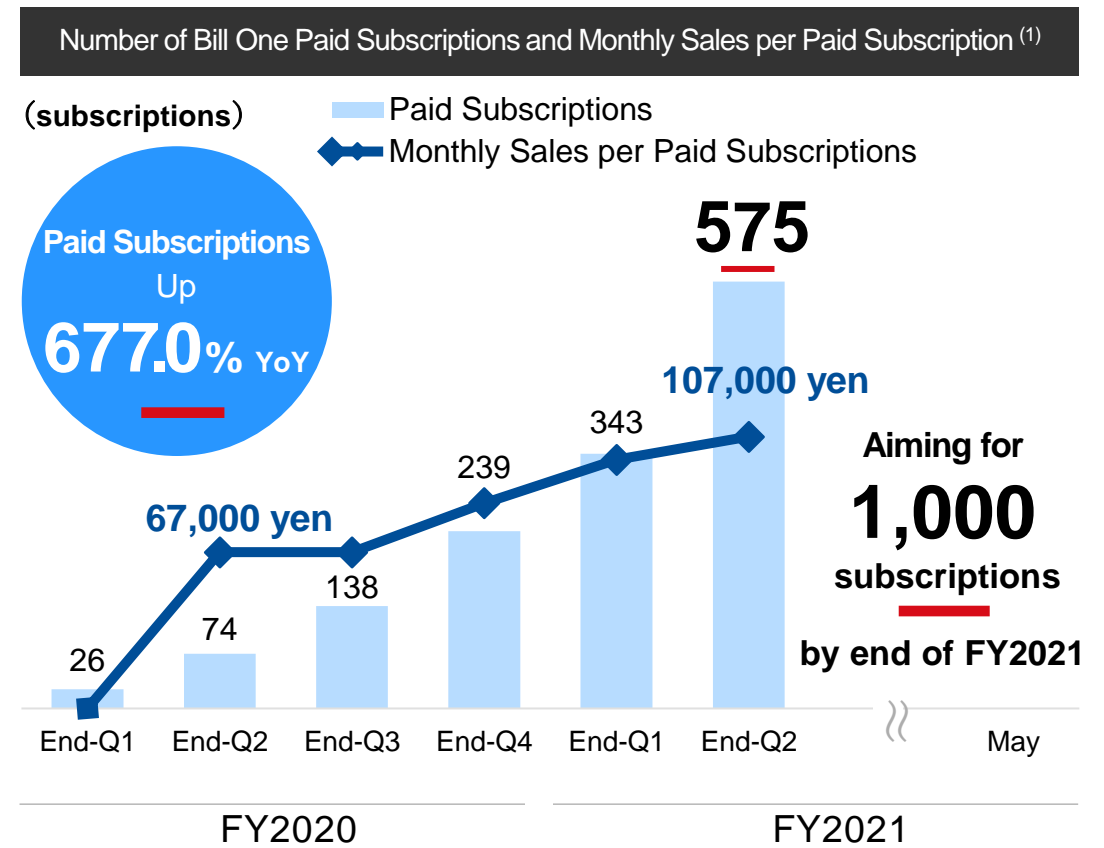 Number of Bill One Paid Subscriptions and Monthly Sales per Paid Subscription (1)
(subscriptions)
Paid Subscriptions
Monthly Sales per Paid Subscriptions
Paid Subscriptions
Up
677.0% YoY
575
107,000 yen
343
239
67,000 yen
138
74
26
Aiming for
1,000
subscriptions
by end of FY2021
End-Q1 End-Q2 End-Q3 End-Q4 End-Q1 End-Q2 May
FY2020 FY2021